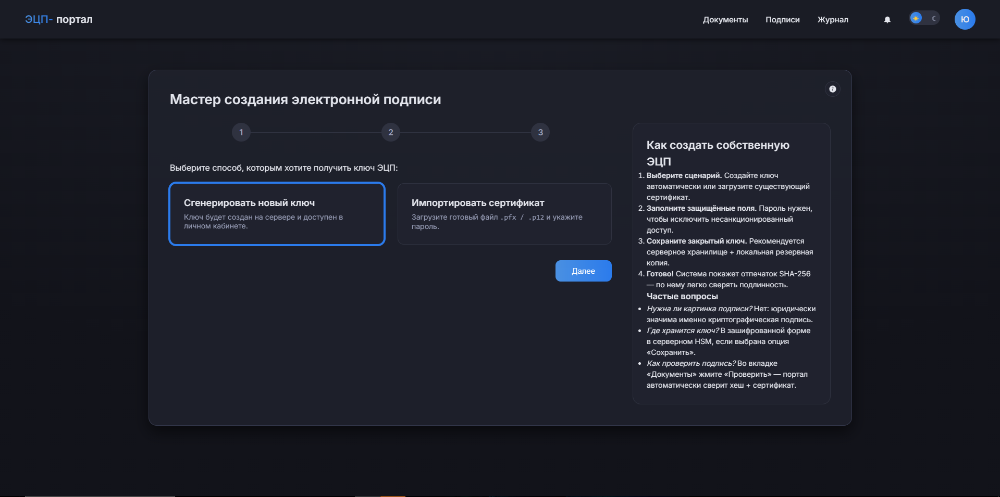 ЭЦП- портал
Документы
Подписи
Журнал
Ю
Мастер создания электронной подписи
?
1
2
3
Выберите способ, которым хотите получить ключ ЭЦП:
Сгенерировать новый ключ
Ключ будет создан на сервере и доступен в
личном кабинете.
Импортировать сертификат
Загрузите готовый файл .pfx / .p12 и укажите
пароль.
Далее
Как создать собственную
ЭЦП
1. Выберите сценарий. Создайте ключ
автоматически или загрузите существующий
сертификат.
2. Заполните защищённые поля. Пароль нужен,
чтобы исключить несанкционированный
доступ.
3. Сохраните закрытый ключ. Рекомендуется
серверное хранилище + локальная резервная
копия.
4. Готово! Система покажет отпечаток SHA-256
— по нему легко сверять подлинность.
Частые вопросы
• Нужна ли картинка подписи? Нет: юридически
значима именно криптографическая подпись.
• Где хранится ключ? В зашифрованной форме
в серверном HSM, если выбрана опция
«Сохранить».
• Как проверить подпись? Во вкладке
«Документы» жмите «Проверить» — портал
автоматически сверит хеш + сертификат.